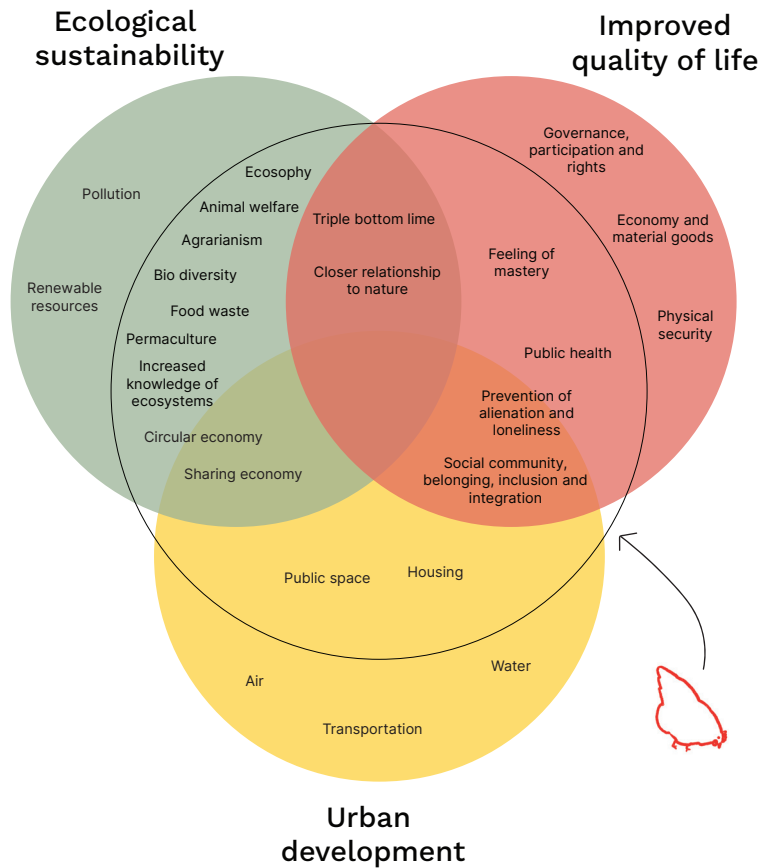 Ecological
sustainability
Improved
quality of life
Governance,
participation and
rights
Ecosophy
Pollution
Animal welfare
Triple bottom lime
Economy and
material goods
Agrarianism
Feeling of
mastery
Bio diversity
Closer relationship
to nature
Renewable
resources
Food waste
Physical
security
Permaculture
Public health
Increased
knowledge of
ecosystems
Prevention of
alienation and
loneliness
Circular economy
Sharing economy
Social community,
belonging, inclusion and
integration
Public space
Housing
Air
Water
Transportation
Urban
development